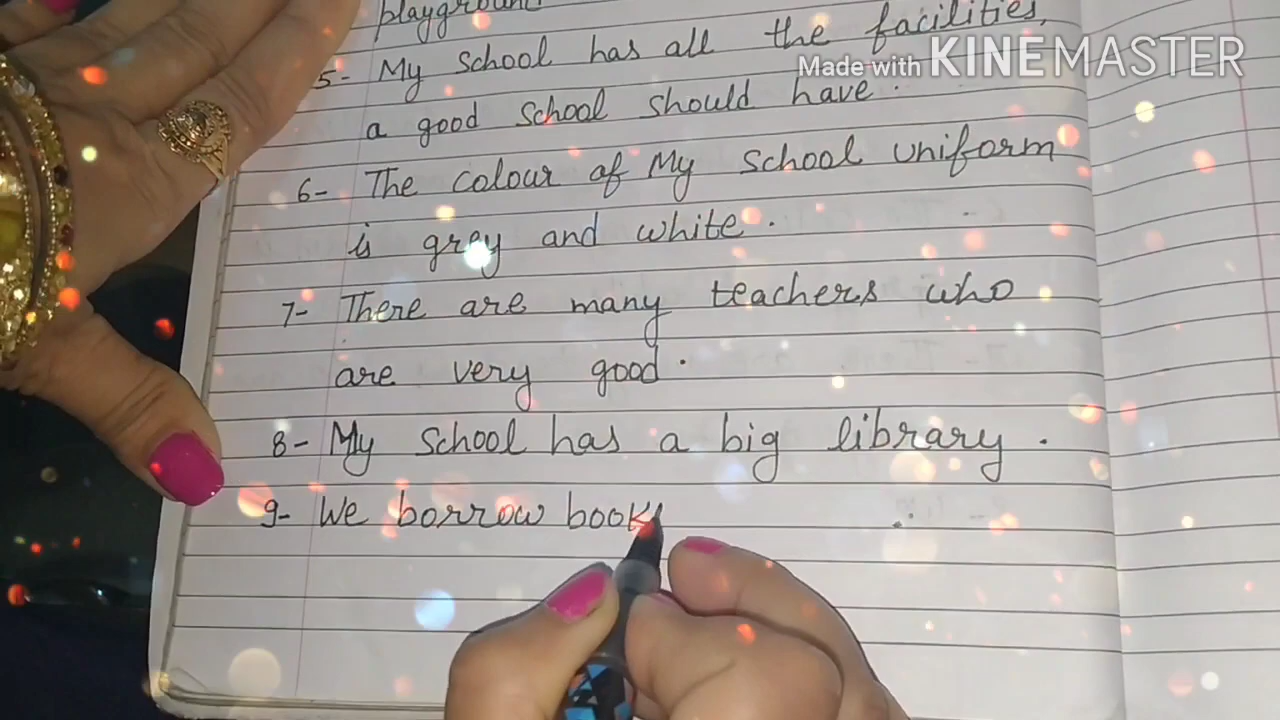 playground
Made with KINEMASTER
5- My school has all the facilities,
a good school should have.
6- The colour of My school uniform
is grey and white.
7- There are many teachers who
are very good.
8- My school has a big library.
9- We borrow book